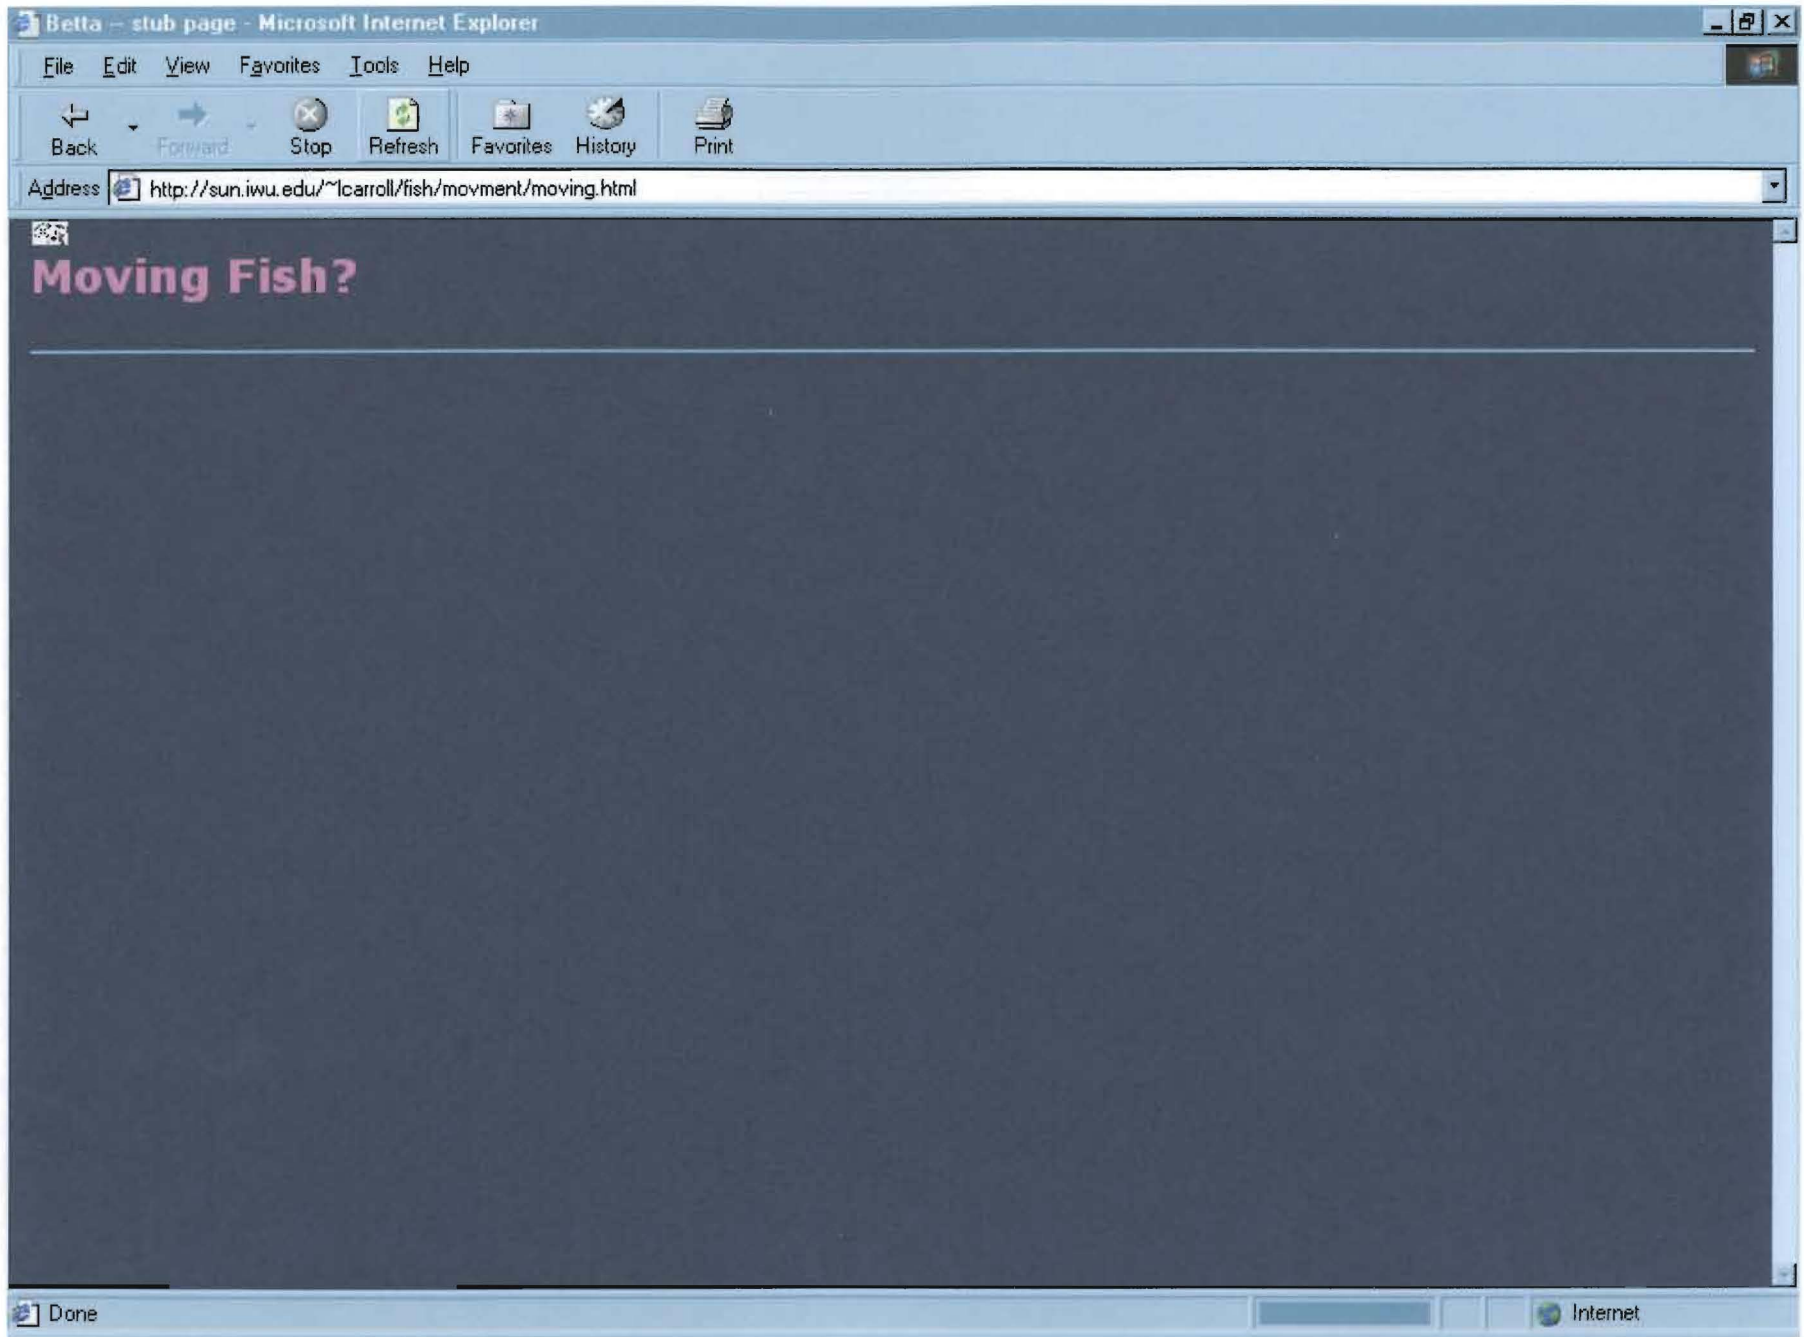 Betta -- stub page - Microsoft Internet Explorer
File Edit View Favorites Tools Help
Back Forward Stop Refresh Favorites History Print
Address http://sun.iwu.edu/~lcarroll/fish/movment/moving.html
Moving Fish?
Done Internet